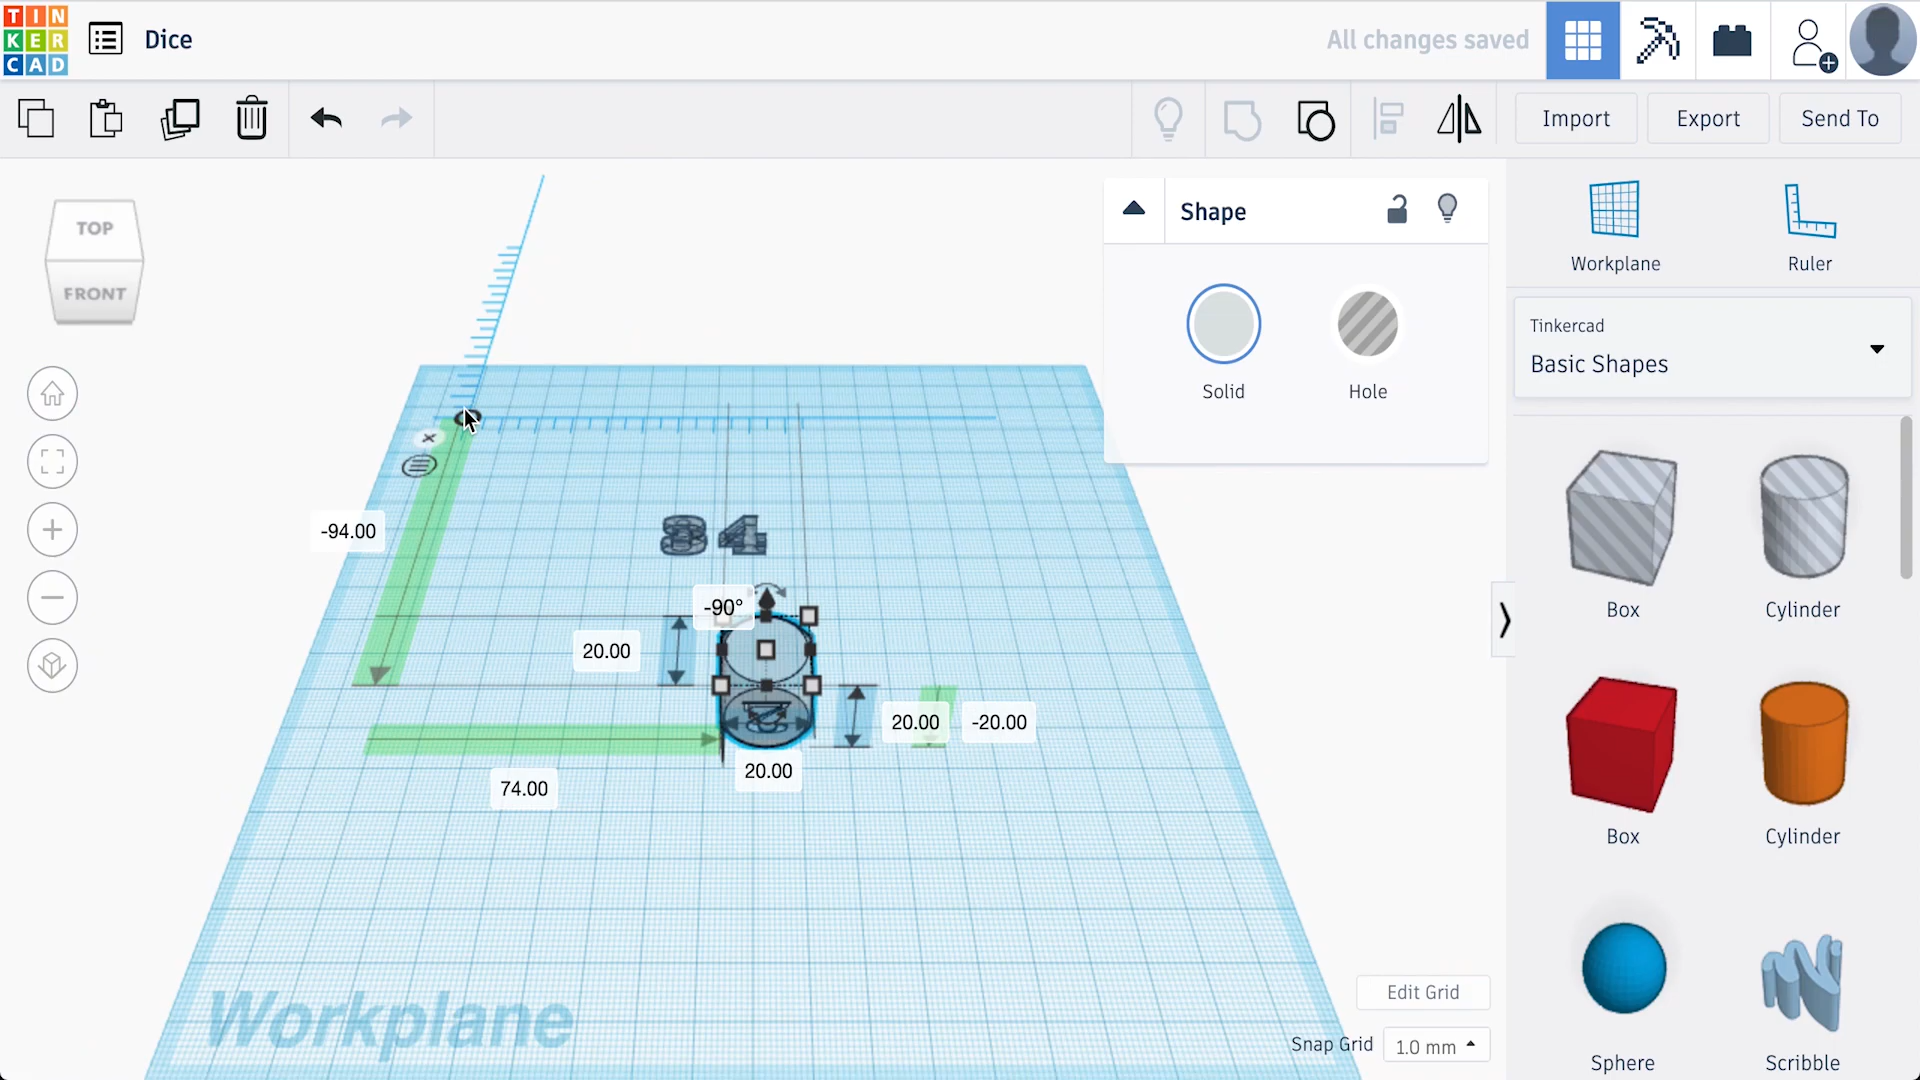 TIN
KER
CAD
Dice
All changes saved
Import
Export
Send To
TOP
FRONT
Shape
Solid
Hole
Workplane
Ruler
Tinkercad
Basic Shapes
-94.00
84
-90°
20.00
20.00
-20.00
20.00
74.00
Box
Cylinder
Box
Cylinder
Workplane
Edit Grid
Snap Grid
1.0 mm
Sphere
Scribble